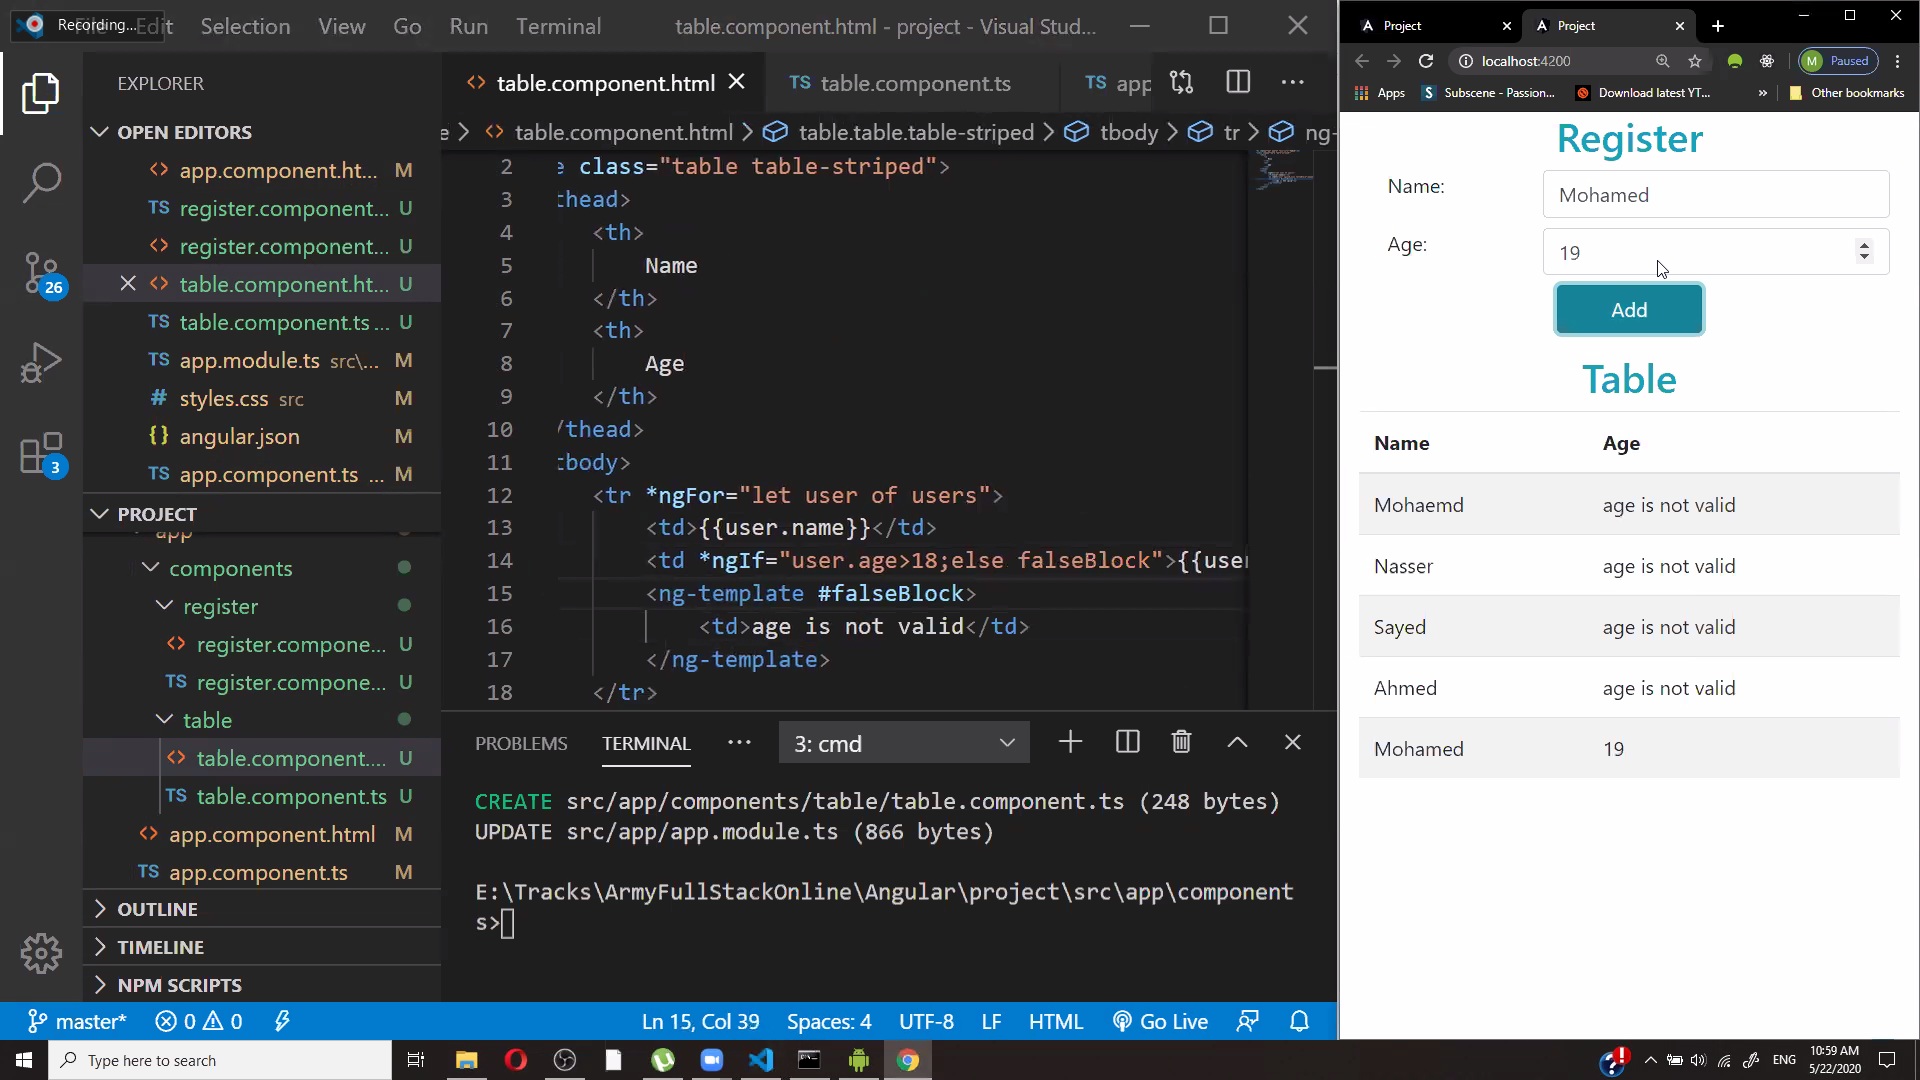 Recording...
Edit
Selection
View
Go
Run
Terminal
table.component.html - project - Visual Stud...
EXPLORER
OPEN EDITORS
app.component.ht... M
TS register.component... U
register.component... U
table.component.ht... U
TS table.component.ts ... U
TS app.module.ts src\... M
# styles.css src M
{} angular.json M
TS app.component.ts ... M
PROJECT
app
components
register
register.compone... U
TS register.compone... U
table
table.component.... U
TS table.component.ts U
app.component.html M
TS app.component.ts M
OUTLINE
TIMELINE
NPM SCRIPTS
26
3
<> table.component.html
TS table.component.ts
TS app
e > <> table.component.html > table.table.table-striped > tbody > tr > ng-
2 e class="table table-striped">
3 thead>
4 <th>
5 Name
6 </th>
7 <th>
8 Age
9 </th>
10 /thead>
11 tbody>
12 <tr *ngFor="let user of users">
13 <td>{{user.name}}</td>
14 <td *ngIf="user.age>18;else falseBlock">{{user
15 <ng-template #falseBlock>
16 <td>age is not valid</td>
17 </ng-template>
18 </tr>
PROBLEMS
TERMINAL
...
3: cmd
CREATE src/app/components/table/table.component.ts (248 bytes)
UPDATE src/app/app.module.ts (866 bytes)
E:\Tracks\ArmyFullStackOnline\Angular\project\src\app\component
s>
master*
0
0
Ln 15, Col 39
Spaces: 4
UTF-8
LF
HTML
Go Live
Project
Project
localhost:4200
M Paused
Apps
Subscene - Passion...
Download latest YT...
»
Other bookmarks
Register
Name:
Mohamed
Age:
19
Add
Table
Name Age
Mohaemd age is not valid
Nasser age is not valid
Sayed age is not valid
Ahmed age is not valid
Mohamed 19
Type here to search
ENG
10:59 AM
5/22/2020